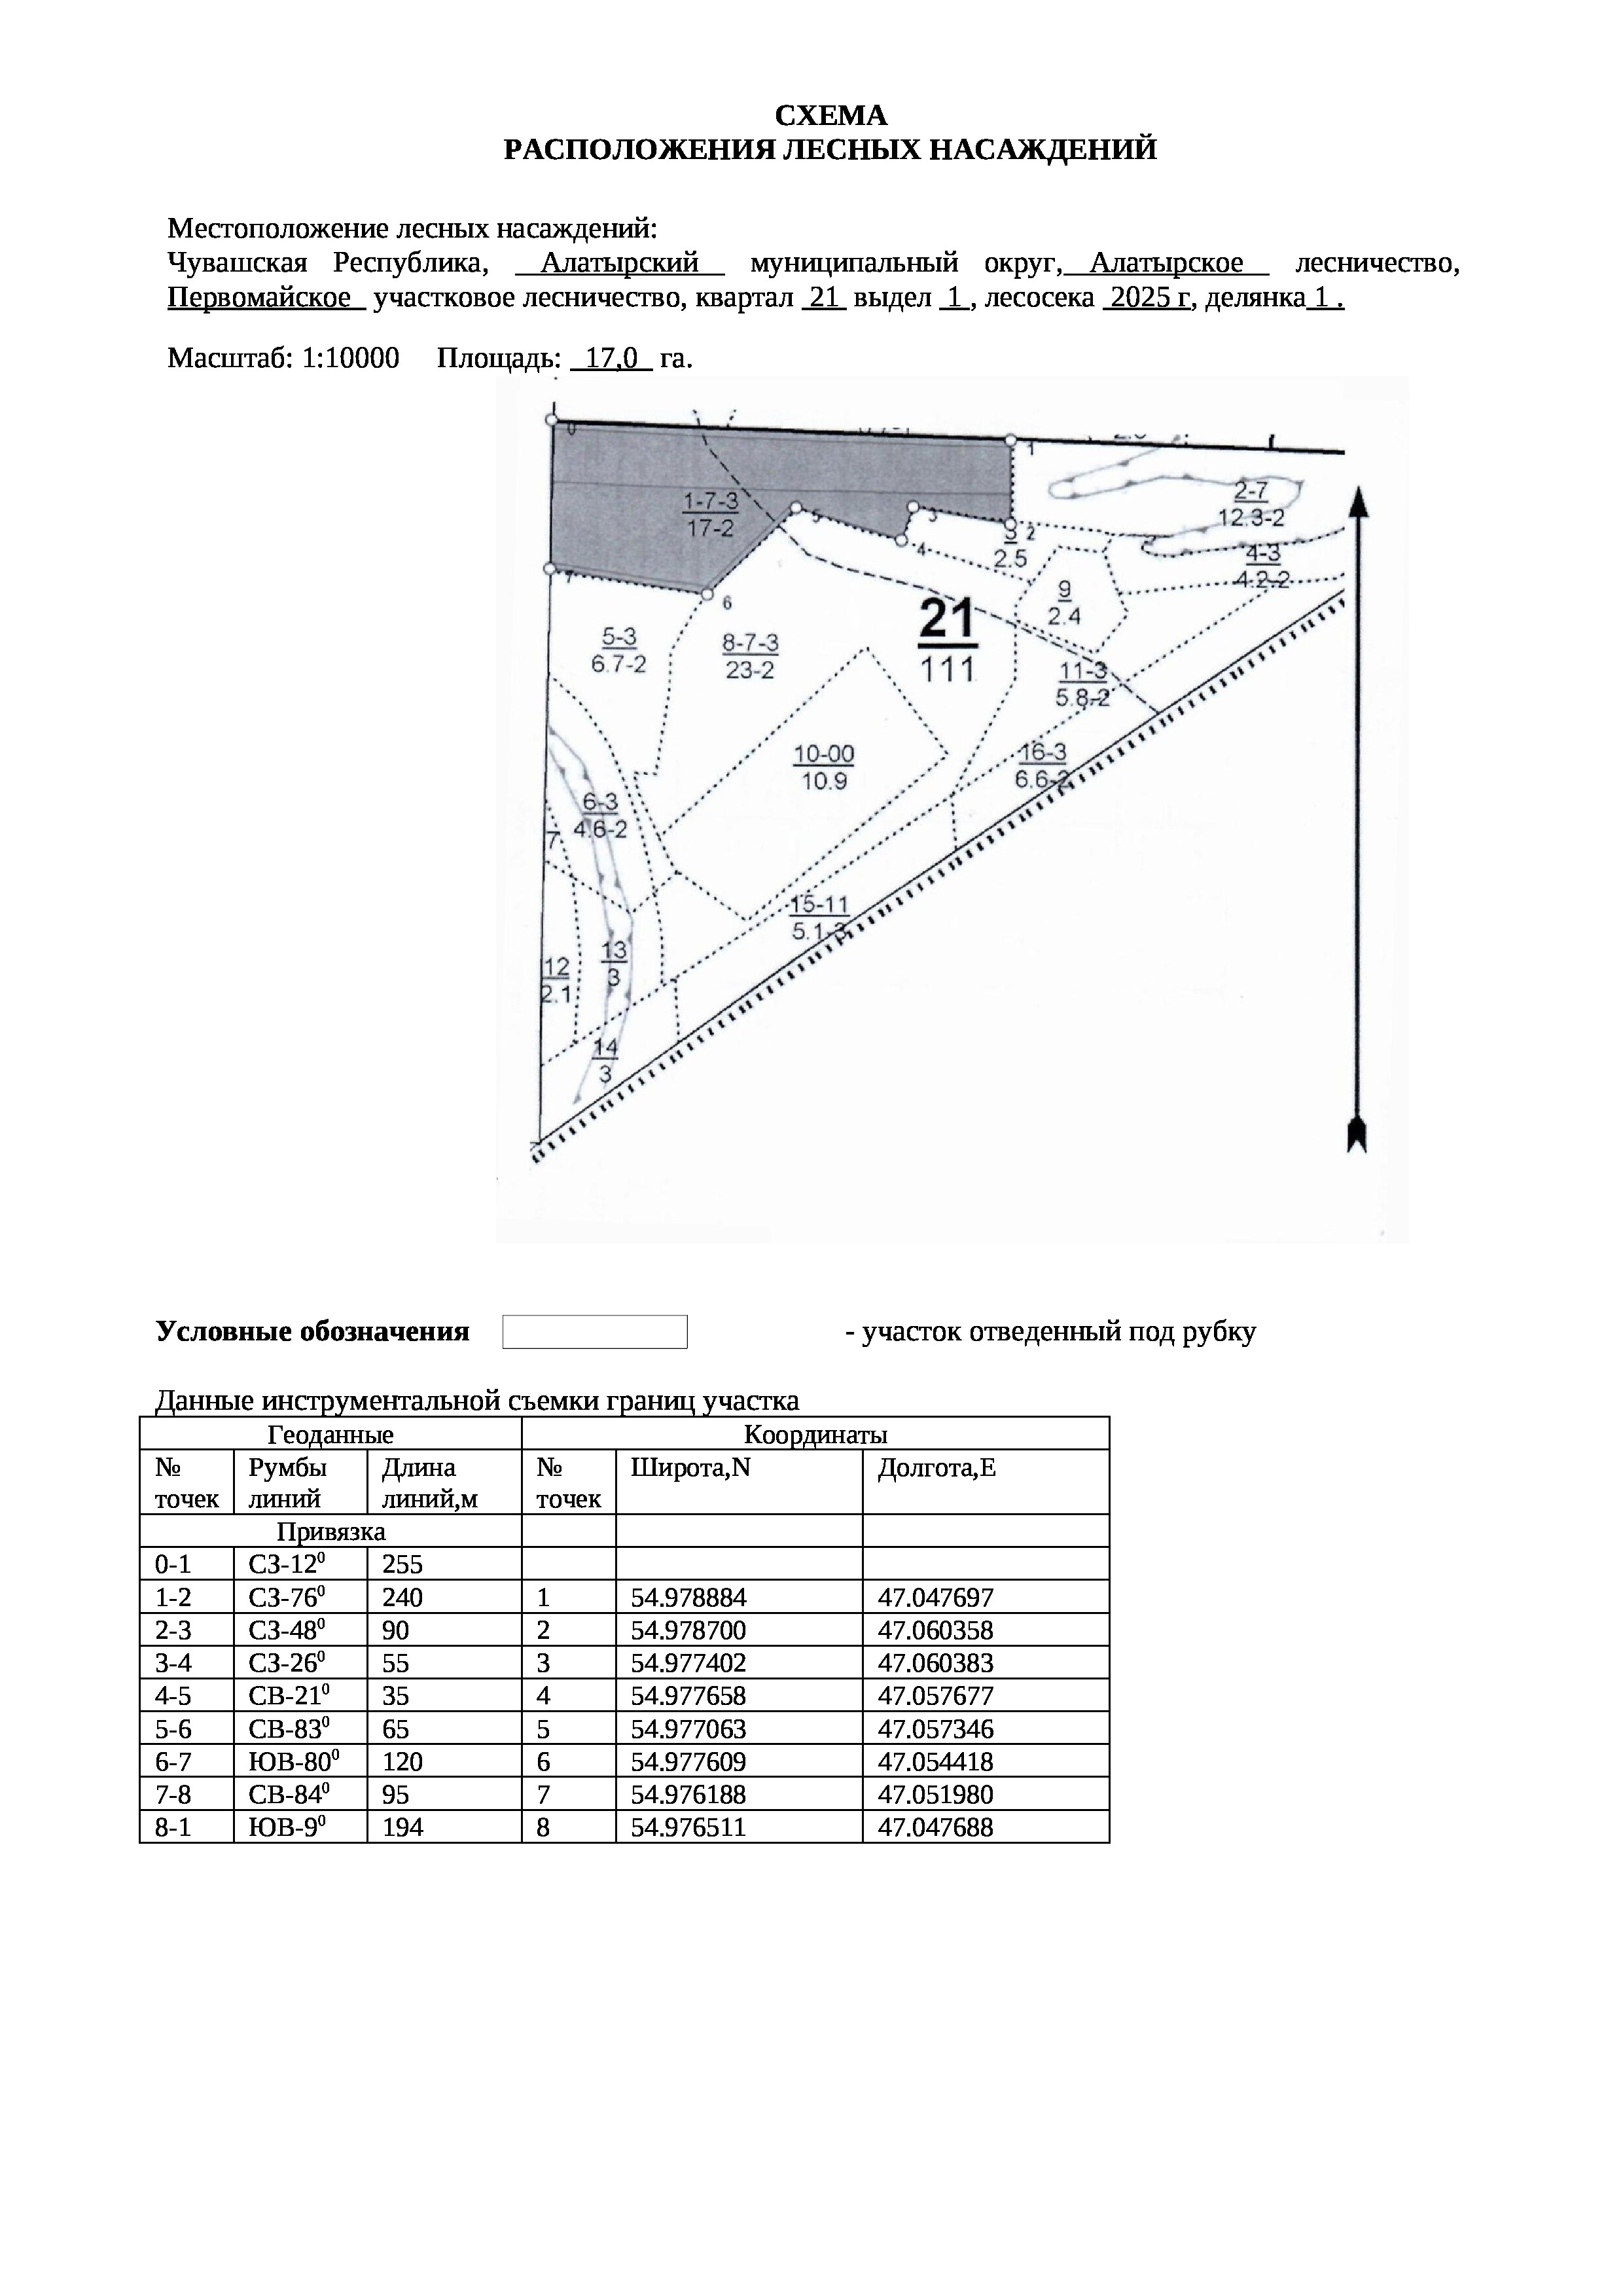 СХЕМА
РАСПОЛОЖЕНИЯ ЛЕСНЫХ НАСАЖДЕНИЙ
Местоположение лесных насаждений:
Чувашская Республика, Алатырский муниципальный округ, Алатырское лесничество,
Первомайское участковое лесничество, квартал 21 выдел 1 , лесосека 2025 г, делянка 1 .
Масштаб: 1:10000 Площадь: 17,0 га.
0
1
1-7-3
17-2
5
3
2
4
3
2.5
2-7
12.3-2
4-3
4.2-2
7
6
9
2.4
21
111
5-3
6.7-2
8-7-3
23-2
11-3
5.8-2
10-00
10.9
16-3
6.6-2
6-3
4.6-2
7
15-11
5.1-3
13
3
12
2.1
14
3
Условные обозначения - участок отведенный под рубку
Данные инструментальной съемки границ участка
Геоданные Координаты
№ точек Румбы линий Длина линий,м № точек Широта,N Долгота,E
Привязка
0-1 СЗ-12⁰ 255
1-2 СЗ-76⁰ 240 1 54.978884 47.047697
2-3 СЗ-48⁰ 90 2 54.978700 47.060358
3-4 СЗ-26⁰ 55 3 54.977402 47.060383
4-5 СВ-21⁰ 35 4 54.977658 47.057677
5-6 СВ-83⁰ 65 5 54.977063 47.057346
6-7 ЮВ-80⁰ 120 6 54.977609 47.054418
7-8 СВ-84⁰ 95 7 54.976188 47.051980
8-1 ЮВ-9⁰ 194 8 54.976511 47.047688